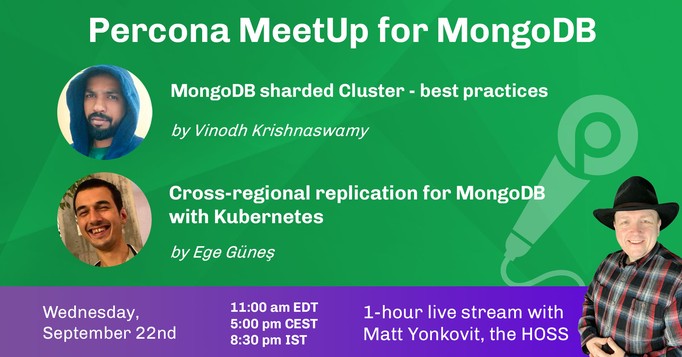 Percona MeetUp for MongoDB
MongoDB sharded Cluster - best practices
by Vinodh Krishnaswamy
Cross-regional replication for MongoDB
with Kubernetes
by Ege Güneş
Wednesday,
September 22nd
11:00 am EDT
5:00 pm CEST
8:30 pm IST
1-hour live stream with
Matt Yonkovit, the HOSS